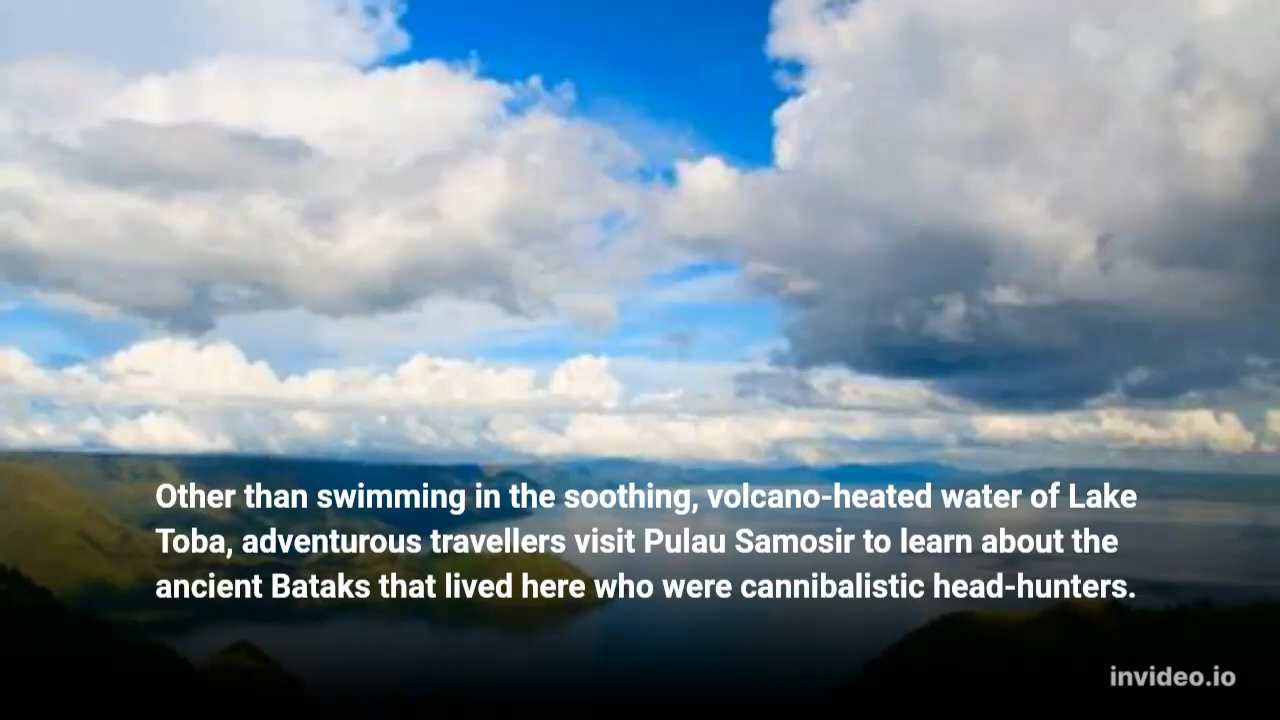 Other than swimming in the soothing, volcano-heated water of Lake
Toba, adventurous travellers visit Pulau Samosir to learn about the
ancient Bataks that lived here who were cannibalistic head-hunters.
invideo.io